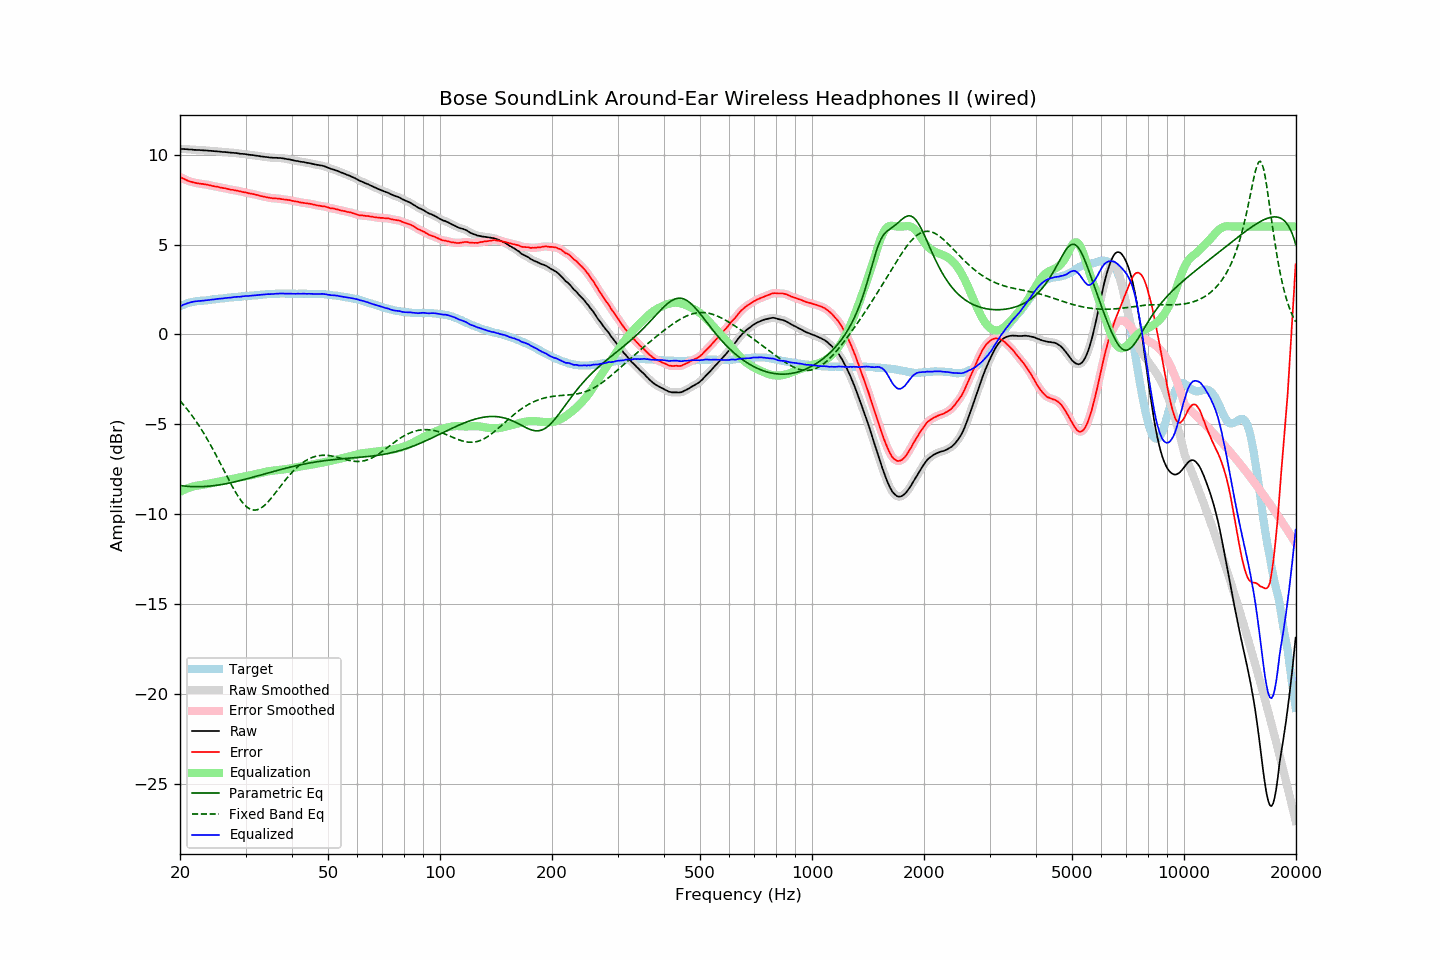 Bose SoundLink Around-Ear Wireless Headphones II (wired)
Amplitude (dBr)
10
5
0
−5
−10
−15
−20
−25
Target
Raw Smoothed
Error Smoothed
Raw
Error
Equalization
Parametric Eq
Fixed Band Eq
Equalized
20 50 100 200 500 1000 2000 5000 10000 20000
Frequency (Hz)